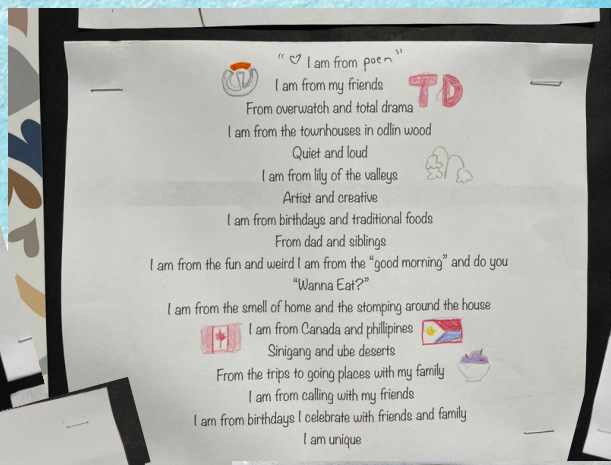 "♡ I am from poem"
I am from my friends
TD
From overwatch and total drama
I am from the townhouses in odlin wood
Quiet and loud
I am from lily of the valleys
Artist and creative
I am from birthdays and traditional foods
From dad and siblings
I am from the fun and weird I am from the “good morning” and do you
“Wanna Eat?”
I am from the smell of home and the stomping around the house
I am from Canada and phillipines
Sinigang and ube deserts
From the trips to going places with my family
I am from calling with my friends
I am from birthdays I celebrate with friends and family
I am unique